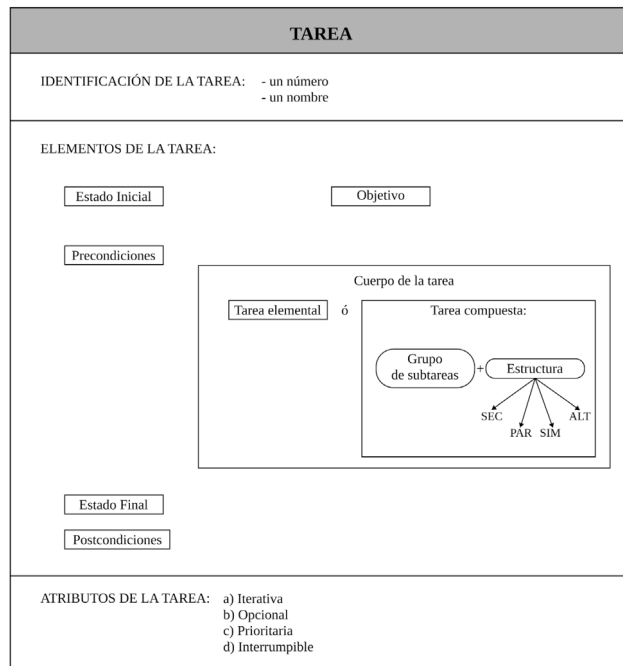 TAREA
IDENTIFICACIÓN DE LA TAREA: - un número
- un nombre
ELEMENTOS DE LA TAREA:
Estado Inicial
Objetivo
Precondiciones
Cuerpo de la tarea
Tarea elemental ó Tarea compuesta:
Grupo
de subtareas + Estructura
SEC ALT
PAR SIM
Estado Final
Postcondiciones
ATRIBUTOS DE LA TAREA: a) Iterativa
b) Opcional
c) Prioritaria
d) Interrumpible